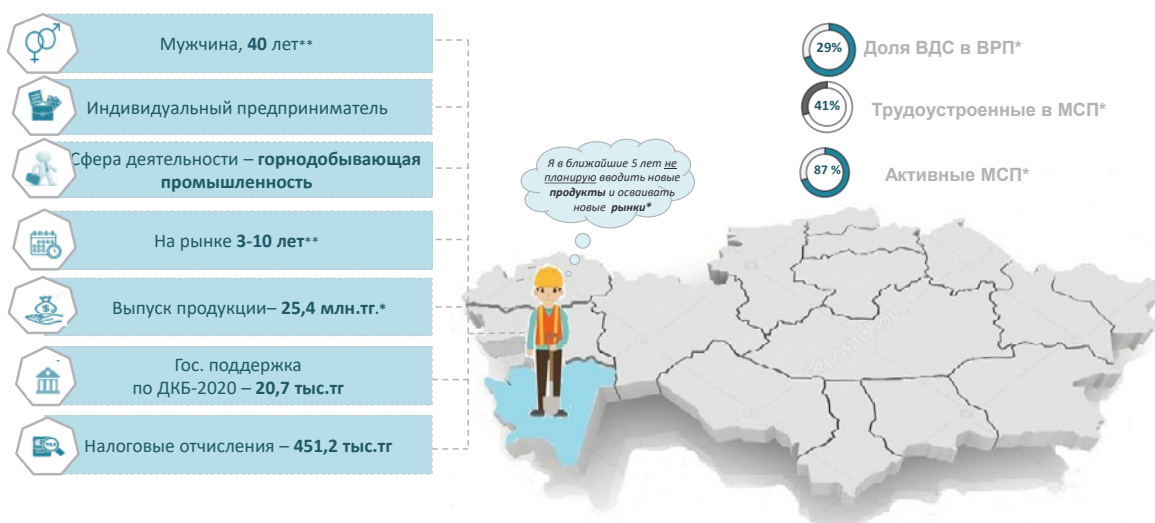 Мужчина, 40 лет**
Индивидуальный предприниматель
Сфера деятельности – горнодобывающая
промышленность
На рынке 3-10 лет**
Выпуск продукции– 25,4 млн.тг.*
Гос. поддержка
по ДКБ-2020 – 20,7 тыс.тг
Налоговые отчисления – 451,2 тыс.тг
Я в ближайшие 5 лет не
планирую вводить новые
продукты и осваивать
новые рынки*
29%
Доля ВДС в ВРП*
41%
Трудоустроенные в МСП*
87 %
Активные МСП*